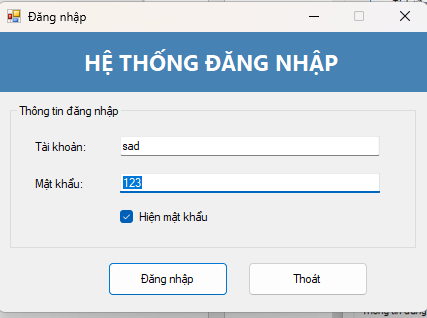 Đăng nhập
HỆ THỐNG ĐĂNG NHẬP
Thông tin đăng nhập
Tài khoản:
sad
Mật khẩu:
123
Hiện mật khẩu
Đăng nhập
Thoát